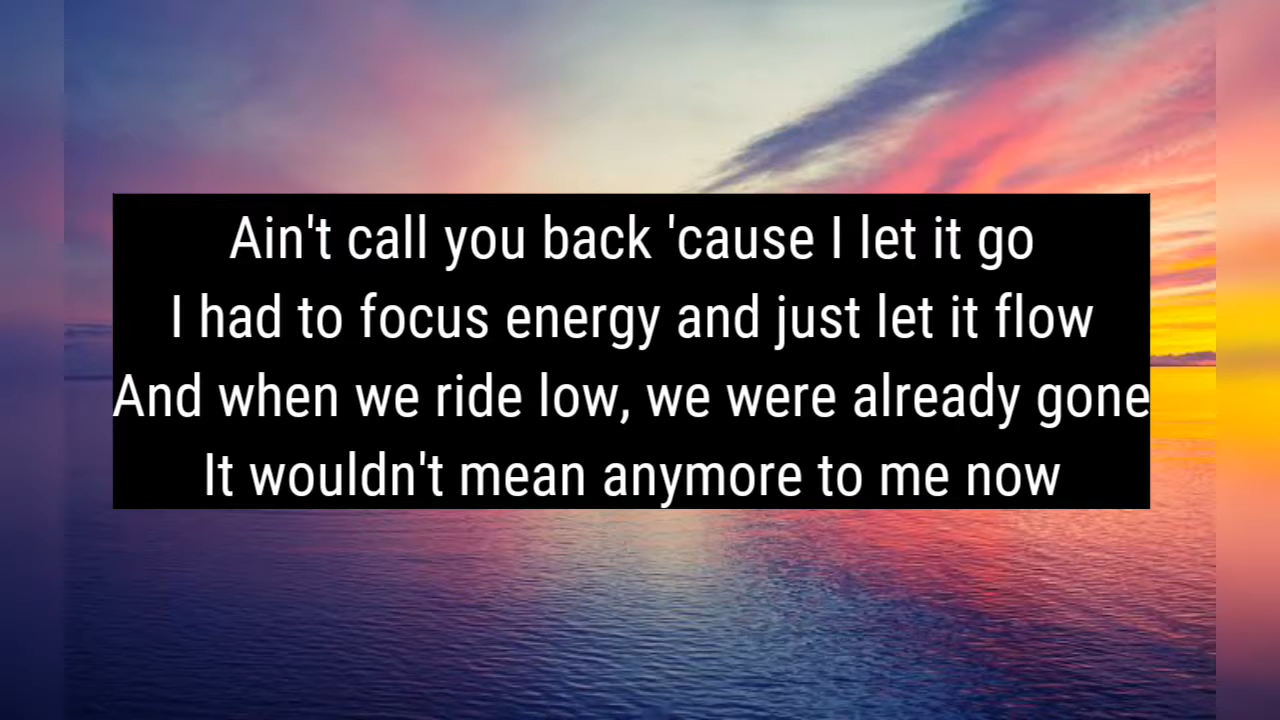 Ain't call you back 'cause I let it go
I had to focus energy and just let it flow
And when we ride low, we were already gone
It wouldn't mean anymore to me now